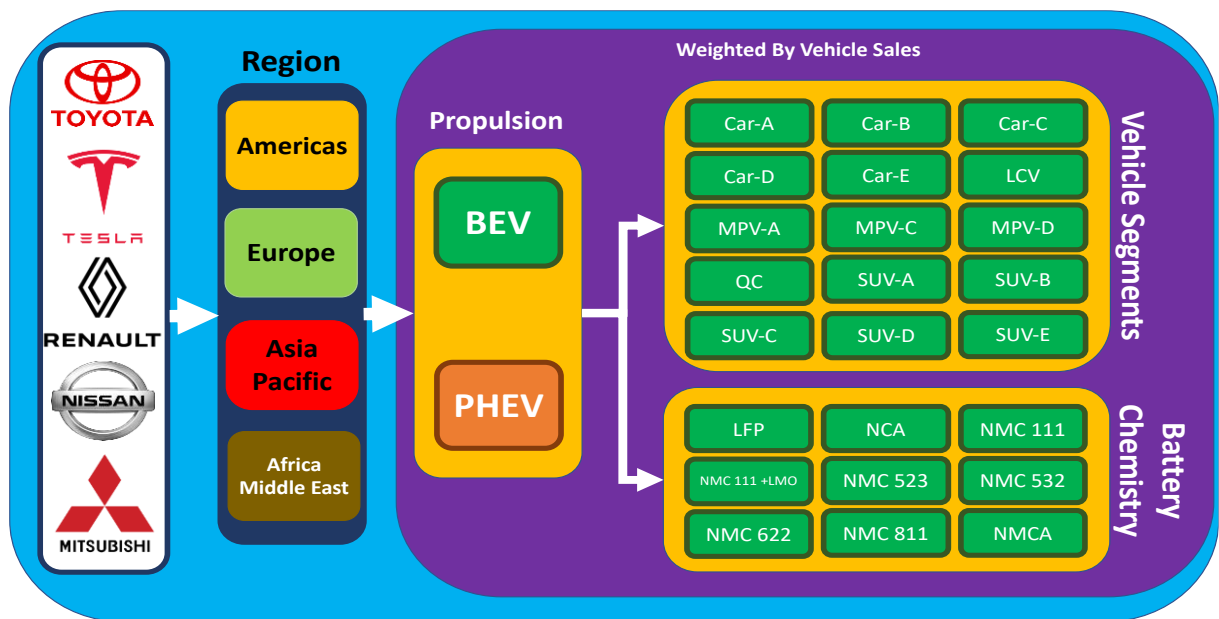 TOYOTA
TESLA
RENAULT
NISSAN
MITSUBISHI
Region
Americas
Europe
Asia
Pacific
Africa
Middle East
Weighted By Vehicle Sales
Propulsion
BEV
PHEV
Car-A
Car-B
Car-C
Car-D
Car-E
LCV
MPV-A
MPV-C
MPV-D
QC
SUV-A
SUV-B
SUV-C
SUV-D
SUV-E
Vehicle Segments
LFP
NCA
NMC 111
NMC 111 +LMO
NMC 523
NMC 532
NMC 622
NMC 811
NMCA
Battery
Chemistry